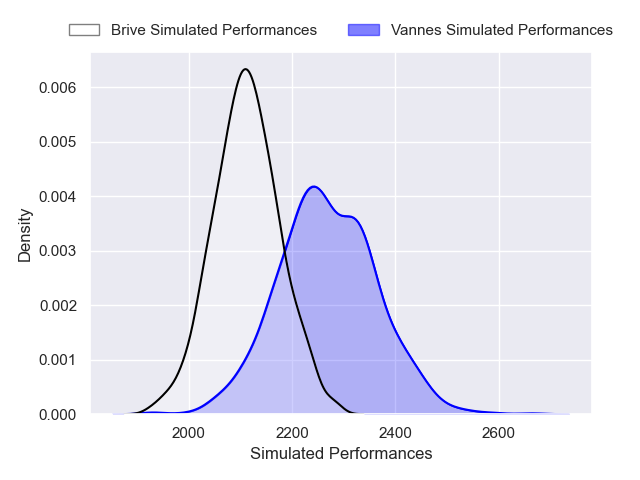 Brive Simulated Performances
Vannes Simulated Performances
0.006
0.005
0.004
0.003
0.002
0.001
0.000
Density
2000
2200
2400
2600
Simulated Performances